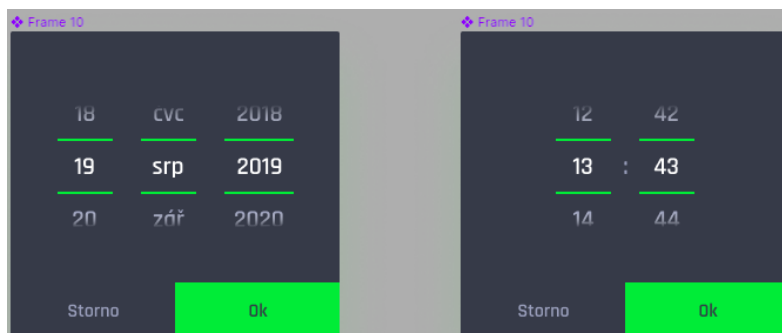 Frame 10
18 cvc 2018
19 srp 2019
20 zář 2020
Storno Ok
Frame 10
12 42
13 : 43
14 44
Storno Ok